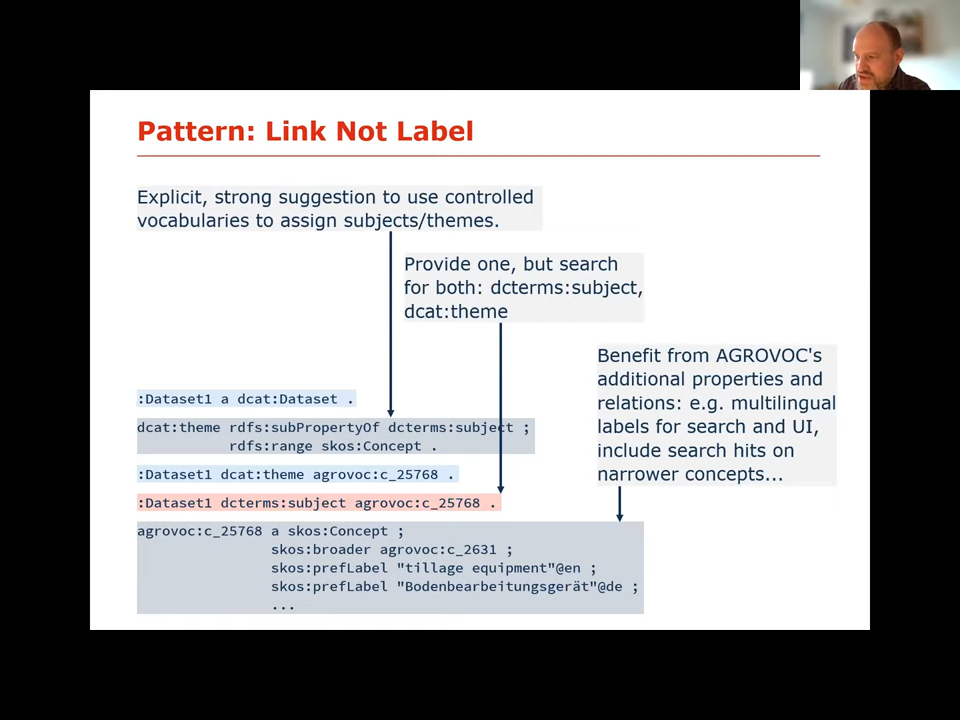 Pattern: Link Not Label
Explicit, strong suggestion to use controlled
vocabularies to assign subjects/themes.
Provide one, but search
for both: dcterms:subject,
dcat:theme
Benefit from AGROVOC's
additional properties and
relations: e.g. multilingual
labels for search and UI,
include search hits on
narrower concepts...
:Dataset1 a dcat:Dataset .
dcat:theme rdfs:subPropertyOf dcterms:subject ;
rdfs:range skos:Concept .
:Dataset1 dcat:theme agrovoc:c_25768 .
:Dataset1 dcterms:subject agrovoc:c_25768 .
agrovoc:c_25768 a skos:Concept ;
skos:broader agrovoc:c_2631 ;
skos:prefLabel "tillage equipment"@en ;
skos:prefLabel "Bodenbearbeitungsgerät"@de ;
...